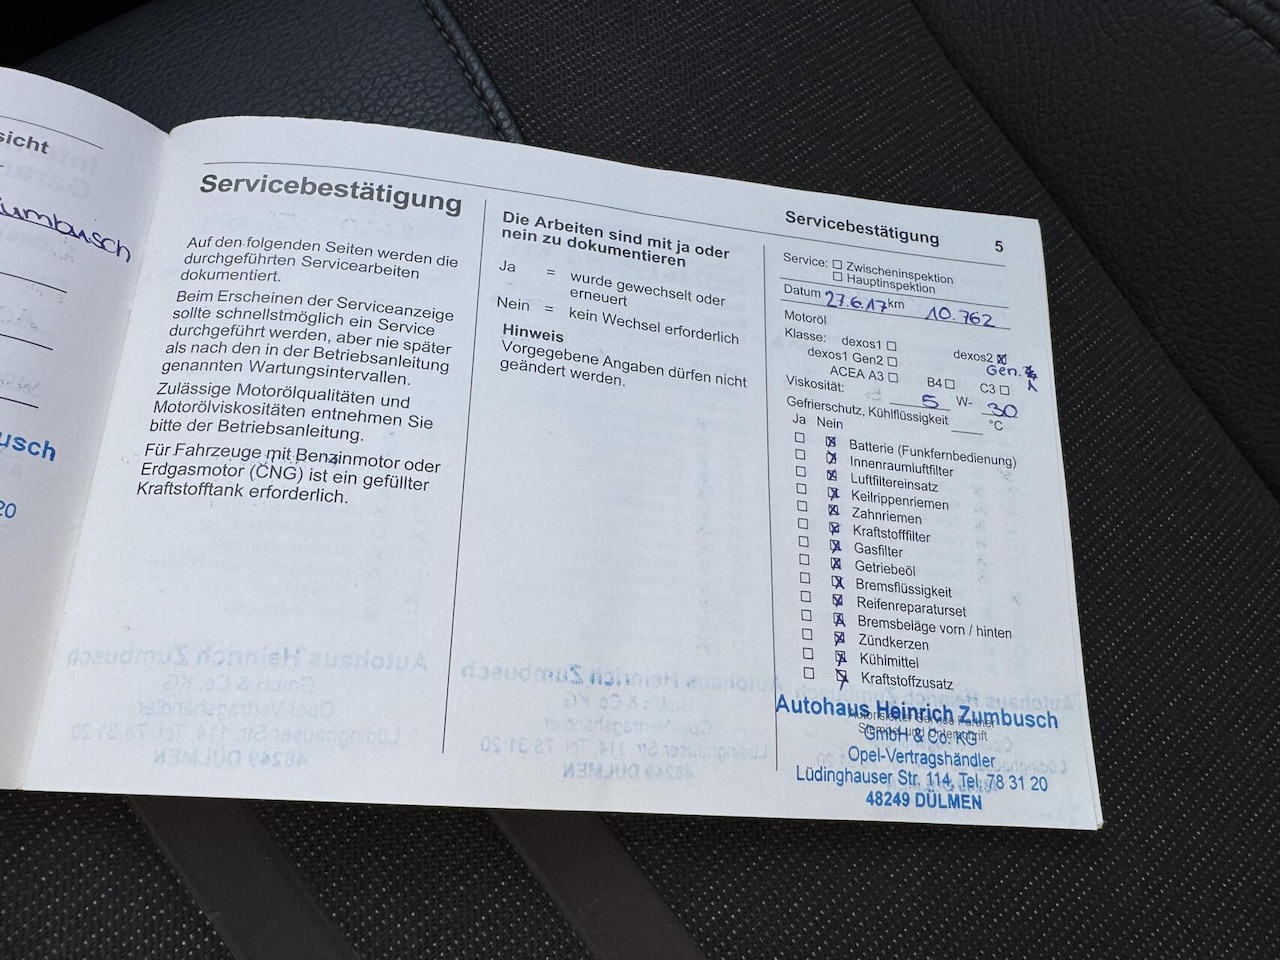 sicht
Zumbusch
usch
20
Servicebestätigung
Auf den folgenden Seiten werden die
durchgeführten Servicearbeiten
dokumentiert.
Beim Erscheinen der Serviceanzeige
sollte schnellstmöglich ein Service
durchgeführt werden, aber nie später
als nach den in der Betriebsanleitung
genannten Wartungsintervallen.
Zulässige Motorölqualitäten und
Motorölviskositäten entnehmen Sie
bitte der Betriebsanleitung.
Für Fahrzeuge mit Benzinmotor oder
Erdgasmotor (CNG) ist ein gefüllter
Kraftstofftank erforderlich.
Die Arbeiten sind mit ja oder
nein zu dokumentieren
Ja = wurde gewechselt oder
erneuert
Nein = kein Wechsel erforderlich
Hinweis
Vorgegebene Angaben dürfen nicht
geändert werden.
Servicebestätigung 5
Service: ☐ Zwischeninspektion
☐ Hauptinspektion
Datum 27.6.17 km 10.762
Motoröl
Klasse: dexos1 ☐ dexos2 ☒
dexos1 Gen2 ☐ Gen.
ACEA A3 ☐ B4 ☐ C3 ☐
Viskosität: 5 W- 30
Gefrierschutz, Kühlflüssigkeit °C
Ja Nein
☐ ☒ Batterie (Funkfernbedienung)
☐ ☒ Innenraumluftfilter
☐ ☒ Luftfiltereinsatz
☐ ☒ Keilrippenriemen
☐ ☒ Zahnriemen
☐ ☒ Kraftstofffilter
☐ ☒ Gasfilter
☐ ☒ Getriebeöl
☐ ☒ Bremsflüssigkeit
☐ ☒ Reifenreparaturset
☐ ☒ Bremsbeläge vorn / hinten
☐ ☒ Zündkerzen
☐ ☒ Kühlmittel
☐ ☒ Kraftstoffzusatz
Autohaus Heinrich Zumbusch
GmbH & Co. KG
Opel-Vertragshändler
Lüdinghauser Str. 114, Tel. 78 31 20
48249 DÜLMEN